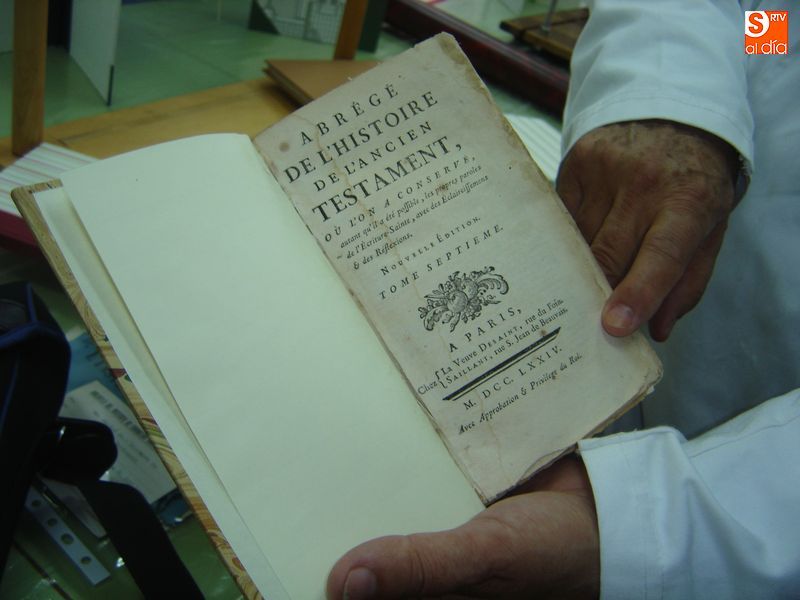 ABRÉGÉ
DE L'HISTOIRE
DE L'ANCIEN
TESTAMENT,
OÙ L'ON A CONSERVÉ,
autant qu'il a été possible, les propres paroles
de l'Ecriture-Sainte, avec des Eclaircissemens
& des Réflexions.
NOUVELLE ÉDITION.
TOME SEPTIEME.
A PARIS,
Chez { La Veuve DESAINT, rue du Foin.
SAILLANT, rue S. Jean de Beauvais.
M. DCC. LXXIV.
Avec Approbation & Privilege du Roi.
S RTV
al día